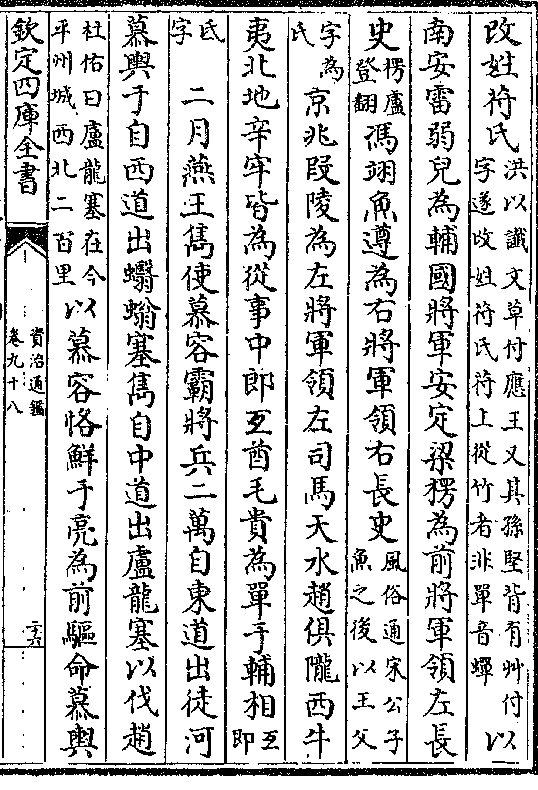 改姓苻氏洪以讖文草付應王又其孫堅背有艸付字遂改姓苻氏苻上從竹者非單音蟬以
南安雷弱兒為輔國將軍安定梁楞為前將軍領左長
史楞盧登翻馮翊魚遵為右將軍領右長史風俗通宋公子魚之後以王父
字為氏京兆段陵為左將軍領左司馬天水趙俱隴西牛
夷北地辛牢皆為從事中郎互酋毛貴為單于輔相互即
氐字二月燕王雋使慕容霸將兵二萬自東道出徒河
慕輿于自西道出蠮螉塞雋自中道出盧龍塞以伐趙
杜佑曰盧龍塞在今平州城西北二百里以慕容恪鮮于亮為前驅命慕輿
欽定四庫全書
資治通鑑
卷九十八
二六